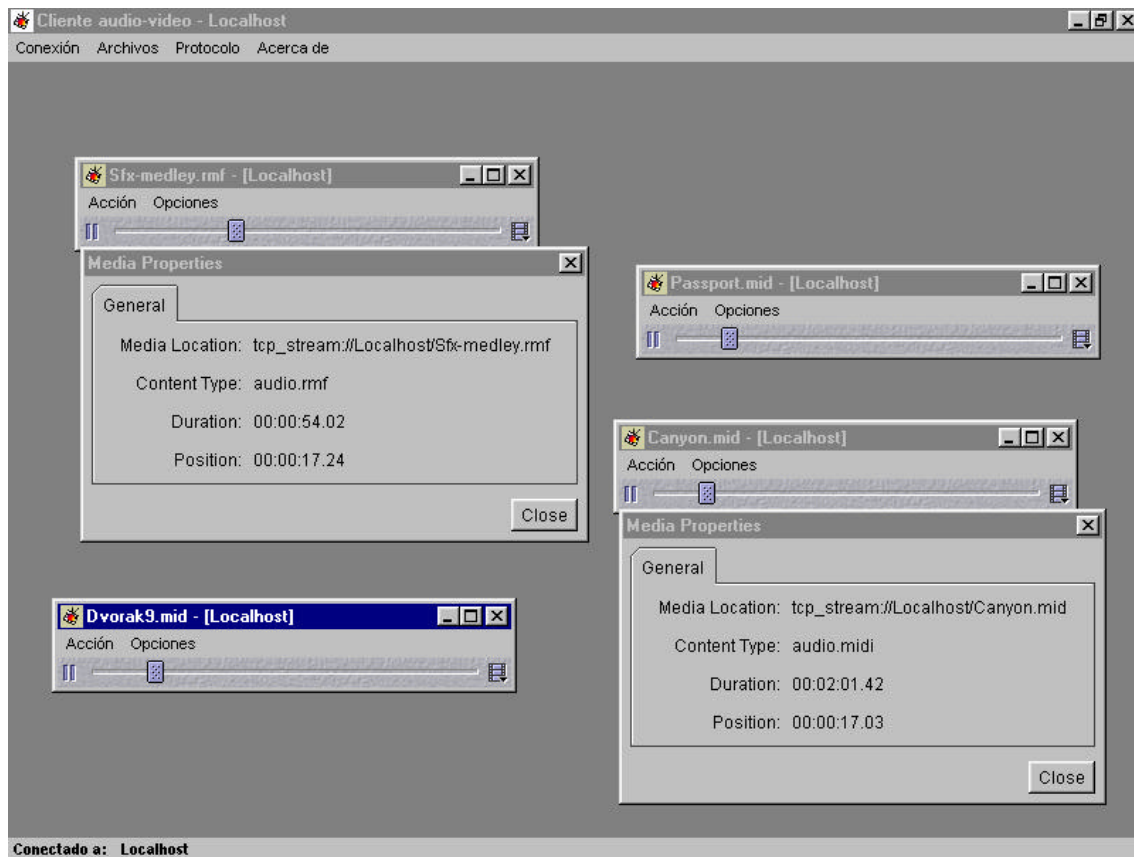 Cliente audio-video - Localhost
Conexión Archivos Protocolo Acerca de
Sfx-medley.rmf - [Localhost]
Acción Opciones
Media Properties
General
Media Location: tcp_stream://Localhost/Sfx-medley.rmf
Content Type: audio.rmf
Duration: 00:00:54.02
Position: 00:00:17.24
Close
Passport.mid - [Localhost]
Acción Opciones
Canyon.mid - [Localhost]
Acción Opciones
Media Properties
General
Media Location: tcp_stream://Localhost/Canyon.mid
Content Type: audio.midi
Duration: 00:02:01.42
Position: 00:00:17.03
Close
Dvorak9.mid - [Localhost]
Acción Opciones
Conectado a: Localhost